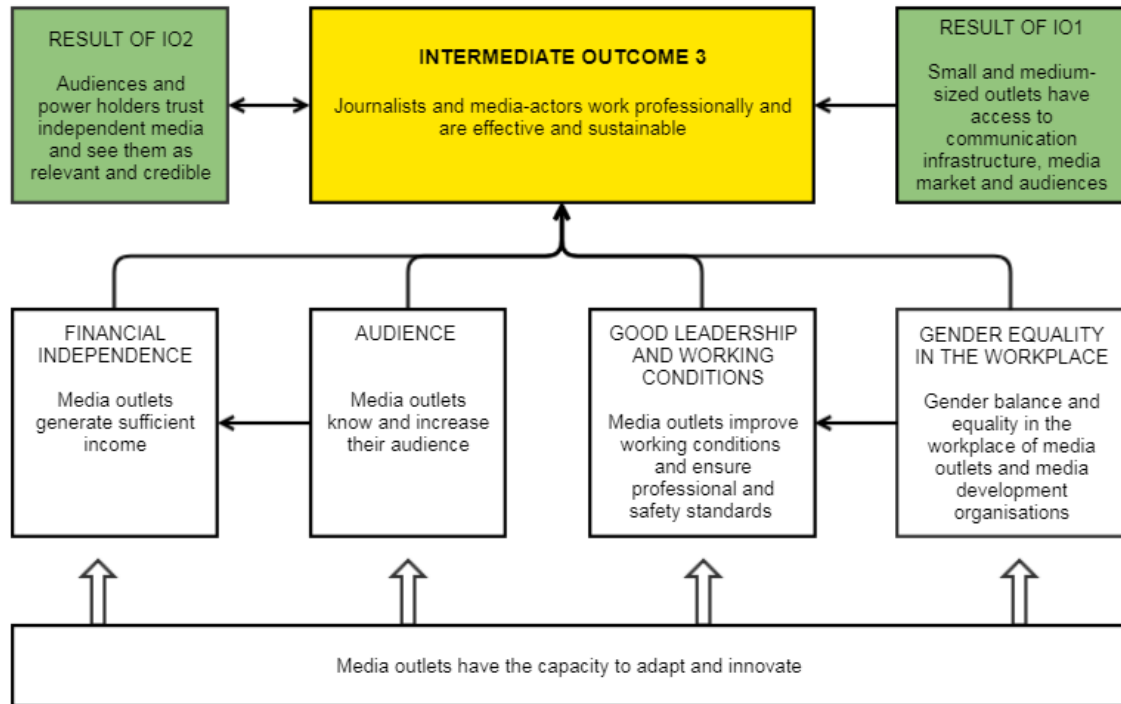 RESULT OF IO2
Audiences and
power holders trust
independent media
and see them as
relevant and credible
INTERMEDIATE OUTCOME 3
Journalists and media-actors work professionally and
are effective and sustainable
RESULT OF IO1
Small and medium-
sized outlets have
access to
communication
infrastructure, media
market and audiences
FINANCIAL
INDEPENDENCE
Media outlets
generate sufficient
income
AUDIENCE
Media outlets
know and increase
their audience
GOOD LEADERSHIP
AND WORKING
CONDITIONS
Media outlets improve
working conditions
and ensure
professional and
safety standards
GENDER EQUALITY
IN THE WORKPLACE
Gender balance and
equality in the
workplace of media
outlets and media
development
organisations
Media outlets have the capacity to adapt and innovate